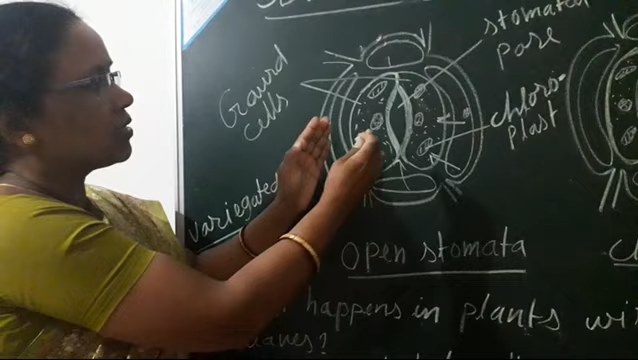 stomatal
pore
Guard
cells
chloro-
plast
variegated
Open stomata
happens in plants wi